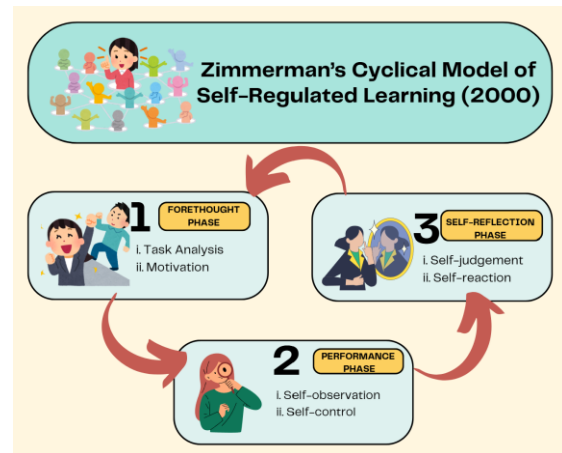 Zimmerman's Cyclical Model of
Self-Regulated Learning (2000)
1
FORETHOUGHT
PHASE
i. Task Analysis
ii. Motivation
3
SELF-REFLECTION
PHASE
i. Self-judgement
ii. Self-reaction
2
PERFORMANCE
PHASE
i. Self-observation
ii. Self-control